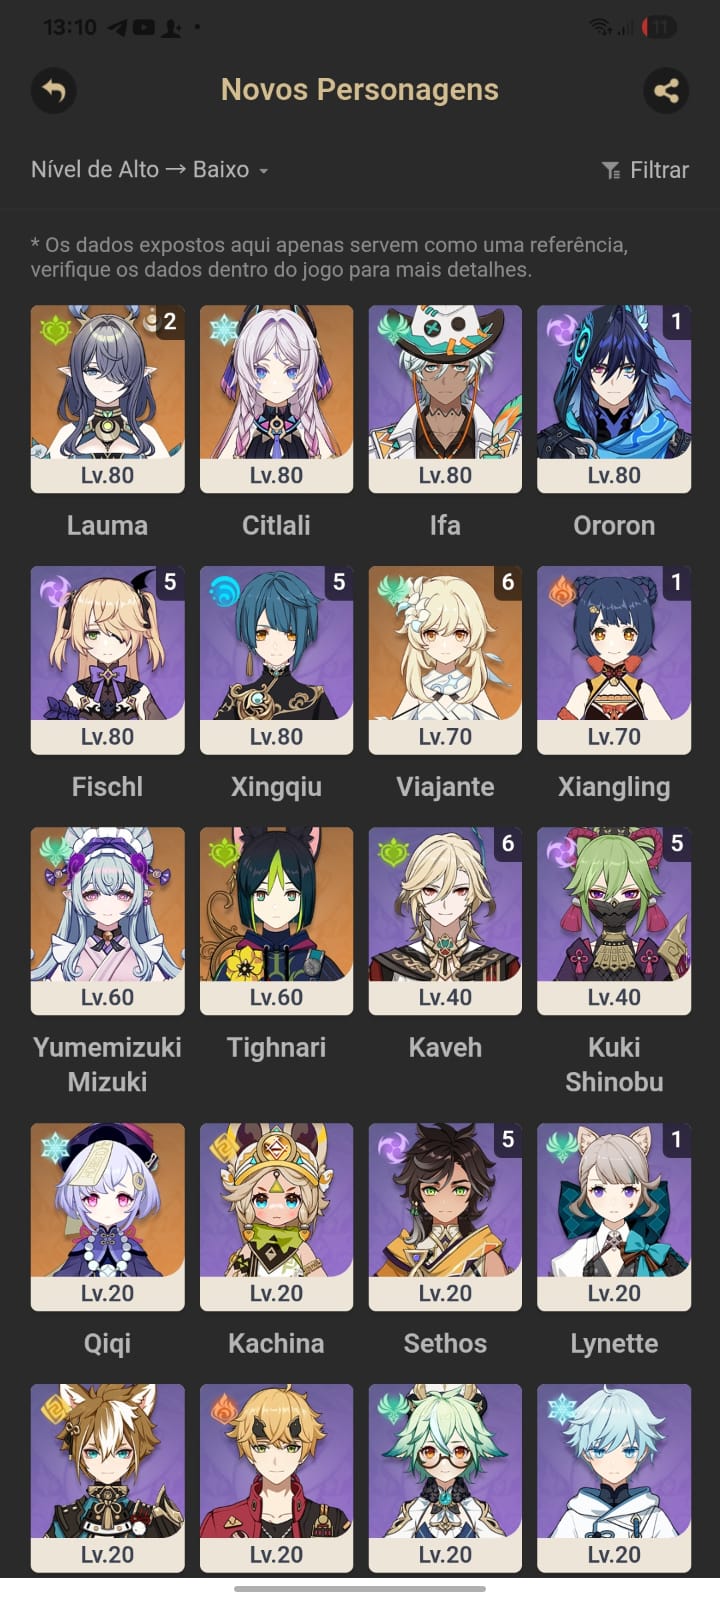 13:10
11
Novos Personagens
Nível de Alto → Baixo
Filtrar
* Os dados expostos aqui apenas servem como uma referência,
verifique os dados dentro do jogo para mais detalhes.
2
1
Lv.80 Lv.80 Lv.80 Lv.80
Lauma Citlali Ifa Ororon
5 5 6 1
Lv.80 Lv.80 Lv.70 Lv.70
Fischl Xingqiu Viajante Xiangling
6 5
Lv.60 Lv.60 Lv.40 Lv.40
Yumemizuki Tighnari Kaveh Kuki
Mizuki Shinobu
5 1
Lv.20 Lv.20 Lv.20 Lv.20
Qiqi Kachina Sethos Lynette
Lv.20 Lv.20 Lv.20 Lv.20